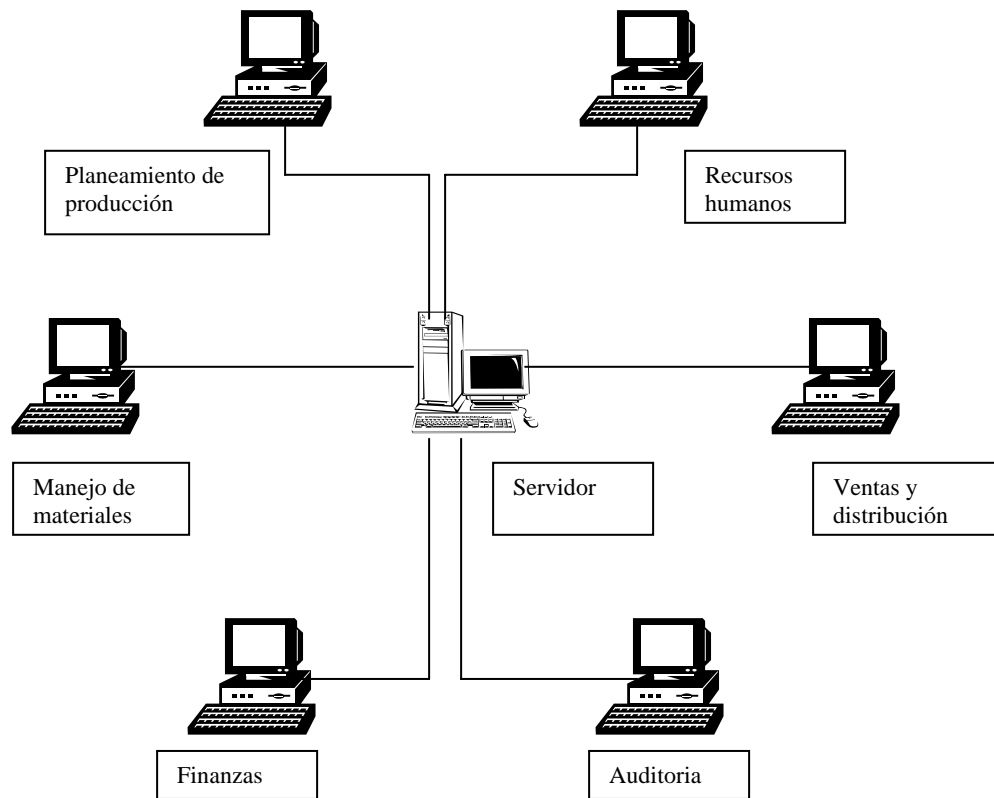 Planeamiento de
producción
Recursos
humanos
Manejo de
materiales
Servidor
Ventas y
distribución
Finanzas
Auditoria